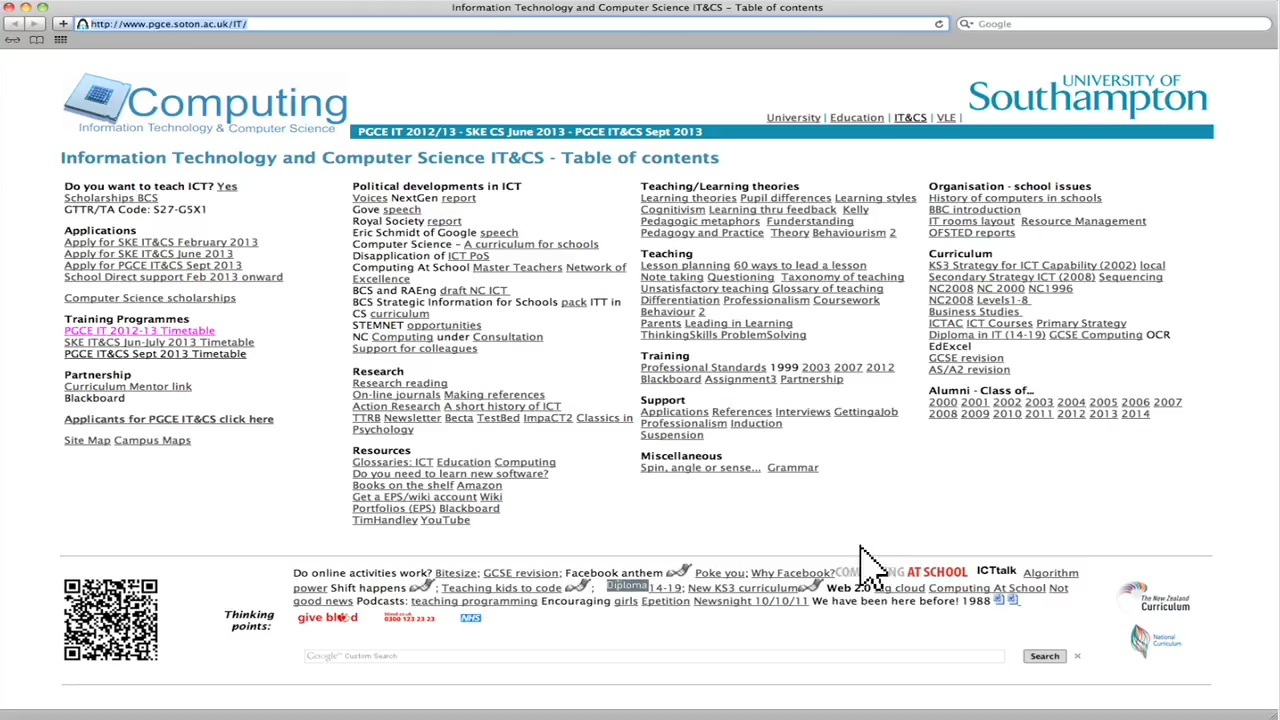 Information Technology and Computer Science IT&CS – Table of contents
http://www.pgce.soton.ac.uk/IT/
Google
Computing
Information Technology & Computer Science
UNIVERSITY OF
Southampton
University | Education | IT&CS | VLE |
PGCE IT 2012/13 - SKE CS June 2013 - PGCE IT&CS Sept 2013
Information Technology and Computer Science IT&CS - Table of contents
Do you want to teach ICT? Yes
Scholarships BCS
GTTR/TA Code: S27-G5X1
Applications
Apply for SKE IT&CS February 2013
Apply for SKE IT&CS June 2013
Apply for PGCE IT&CS Sept 2013
School Direct support Feb 2013 onward
Computer Science scholarships
Training Programmes
PGCE IT 2012-13 Timetable
SKE IT&CS Jun-July 2013 Timetable
PGCE IT&CS Sept 2013 Timetable
Partnership
Curriculum Mentor link
Blackboard
Applicants for PGCE IT&CS click here
Site Map Campus Maps
Political developments in ICT
Voices NextGen report
Gove speech
Royal Society report
Eric Schmidt of Google speech
Computer Science - A curriculum for schools
Disapplication of ICT PoS
Computing At School Master Teachers Network of
Excellence
BCS and RAEng draft NC ICT
BCS Strategic Information for Schools pack ITT in
CS curriculum
STEMNET opportunities
NC Computing under Consultation
Support for colleagues
Research
Research reading
On-line journals Making references
Action Research A short history of ICT
TTRB Newsletter Becta TestBed ImpaCT2 Classics in
Psychology
Resources
Glossaries: ICT Education Computing
Do you need to learn new software?
Books on the shelf Amazon
Get a EPS/wiki account Wiki
Portfolios (EPS) Blackboard
TimHandley YouTube
Teaching/Learning theories
Learning theories Pupil differences Learning styles
Cognitivism Learning thru feedback Kelly
Pedagogic metaphors Funderstanding
Pedagogy and Practice Theory Behaviourism 2
Teaching
Lesson planning 60 ways to lead a lesson
Note taking Questioning Taxonomy of teaching
Unsatisfactory teaching Glossary of teaching
Differentiation Professionalism Coursework
Behaviour 2
Parents Leading in Learning
ThinkingSkills ProblemSolving
Training
Professional Standards 1999 2003 2007 2012
Blackboard Assignment3 Partnership
Support
Applications References Interviews GettingaJob
Professionalism Induction
Suspension
Miscellaneous
Spin, angle or sense... Grammar
Organisation - school issues
History of computers in schools
BBC introduction
IT rooms layout Resource Management
OFSTED reports
Curriculum
KS3 Strategy for ICT Capability (2002) local
Secondary Strategy ICT (2008) Sequencing
NC2008 NC 2000 NC1996
NC2008 Levels1-8
Business Studies
ICTAC ICT Courses Primary Strategy
Diploma in IT (14-19) GCSE Computing OCR
EdExcel
GCSE revision
AS/A2 revision
Alumni - Class of...
2000 2001 2002 2003 2004 2005 2006 2007
2008 2009 2010 2011 2012 2013 2014
Thinking
points:
Do online activities work? Bitesize; GCSE revision; Facebook anthem Poke you; Why Facebook? AT SCHOOL ICTtalk Algorithm
power Shift happens ; Teaching kids to code ; Diploma 14-19; New KS3 curriculum Web 2.0 cloud Computing At School Not
good news Podcasts: teaching programming Encouraging girls Epetition Newsnight 10/10/11 We have been here before! 1988
give blood
blood.co.uk
0300 123 23 23
NHS
The New Zealand
Curriculum
National
Curriculum
Google™ Custom Search
Search
×